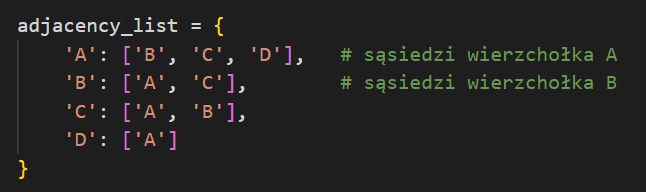 adjacency_list = {
    'A': ['B', 'C', 'D'],   # sąsiedzi wierzchołka A
    'B': ['A', 'C'],        # sąsiedzi wierzchołka B
    'C': ['A', 'B'],
    'D': ['A']
}